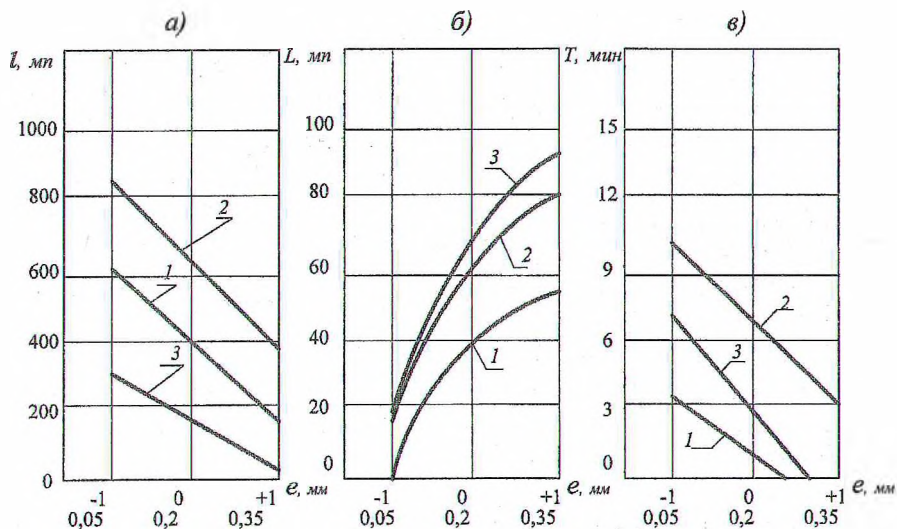 а) б) в)
l, мп L, мп T, мин
1000 100 15
800 80 12
600 60 9
400 40 6
200 20 3
0 0 0
2 1 3
3 2 1
2 3 1
-1 0 +1 e, мм -1 0 +1 e, мм -1 0 +1 e, мм
0,05 0,2 0,35 0,05 0,2 0,35 0,05 0,2 0,35